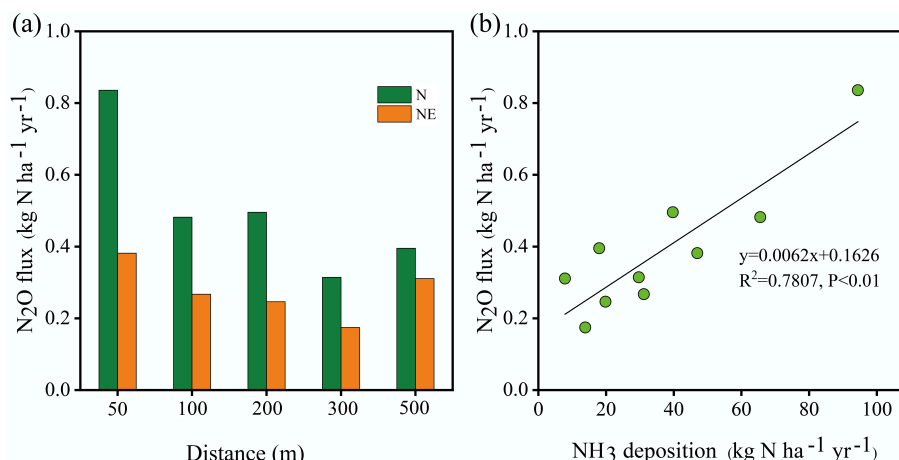 (a)
1.0
0.8
0.6
0.4
0.2
0.0
N₂O flux (kg N ha⁻¹ yr⁻¹)
N
NE
50 100 200 300 500
Distance (m)
(b)
1.0
0.8
0.6
0.4
0.2
0.0
N₂O flux (kg N ha⁻¹ yr⁻¹)
y=0.0062x+0.1626
R²=0.7807, P<0.01
0 20 40 60 80 100
NH₃ deposition (kg N ha⁻¹ yr⁻¹)